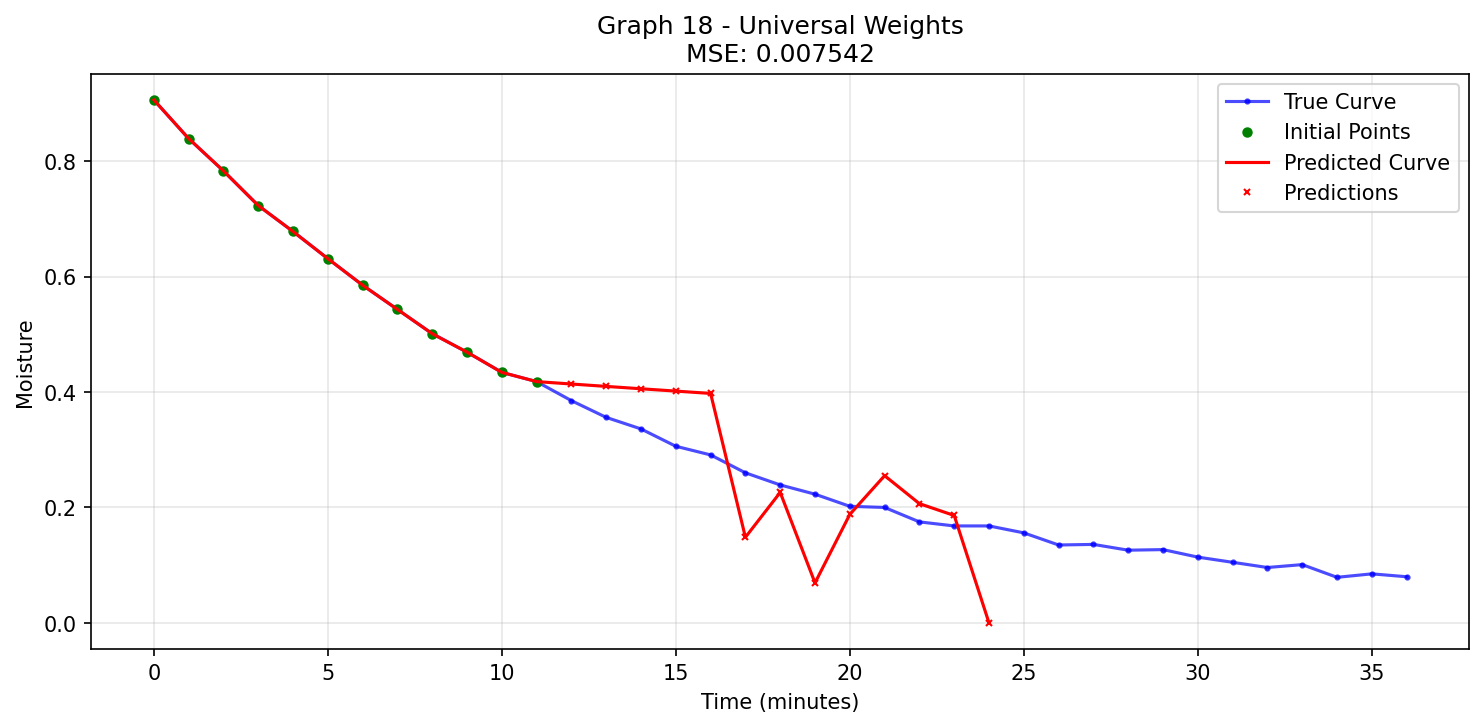 Graph 18 - Universal Weights
MSE: 0.007542
True Curve
Initial Points
Predicted Curve
Predictions
Moisture
0.8
0.6
0.4
0.2
0.0
0 5 10 15 20 25 30 35
Time (minutes)